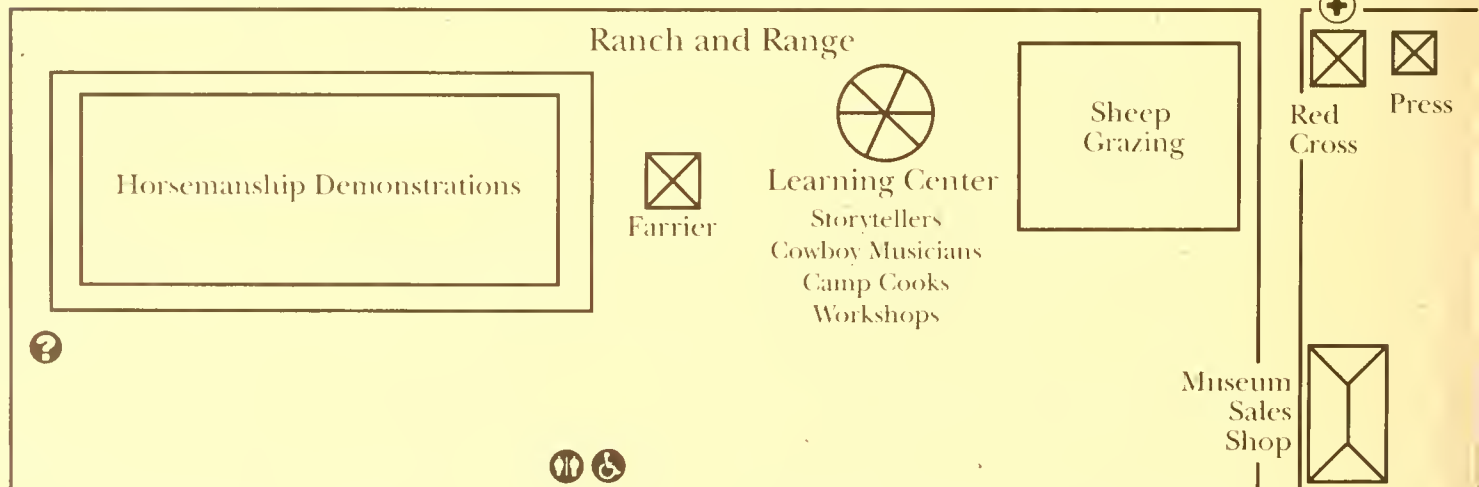 Ranch and Range
Horsemanship Demonstrations
Farrier
Learning Center
Storytellers
Cowboy Musicians
Camp Cooks
Workshops
Sheep
Grazing
Red
Cross
Press
Museum
Sales
Shop
?